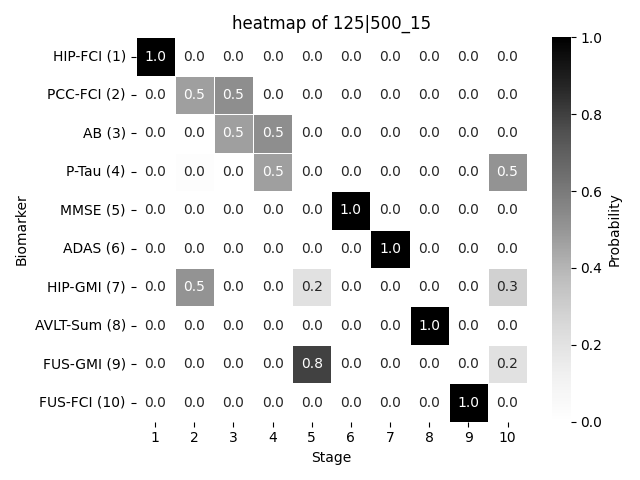 heatmap of 125|500_15
HIP-FCI (1) 1.0 0.0 0.0 0.0 0.0 0.0 0.0 0.0 0.0 0.0
PCC-FCI (2) 0.0 0.5 0.5 0.0 0.0 0.0 0.0 0.0 0.0 0.0
AB (3) 0.0 0.0 0.5 0.5 0.0 0.0 0.0 0.0 0.0 0.0
P-Tau (4) 0.0 0.0 0.0 0.5 0.0 0.0 0.0 0.0 0.0 0.5
MMSE (5) 0.0 0.0 0.0 0.0 0.0 1.0 0.0 0.0 0.0 0.0
ADAS (6) 0.0 0.0 0.0 0.0 0.0 0.0 1.0 0.0 0.0 0.0
HIP-GMI (7) 0.0 0.5 0.0 0.0 0.2 0.0 0.0 0.0 0.0 0.3
AVLT-Sum (8) 0.0 0.0 0.0 0.0 0.0 0.0 0.0 1.0 0.0 0.0
FUS-GMI (9) 0.0 0.0 0.0 0.0 0.8 0.0 0.0 0.0 0.0 0.2
FUS-FCI (10) 0.0 0.0 0.0 0.0 0.0 0.0 0.0 0.0 1.0 0.0
1 2 3 4 5 6 7 8 9 10
Stage
Biomarker
1.0
0.8
0.6
0.4
0.2
0.0
Probability